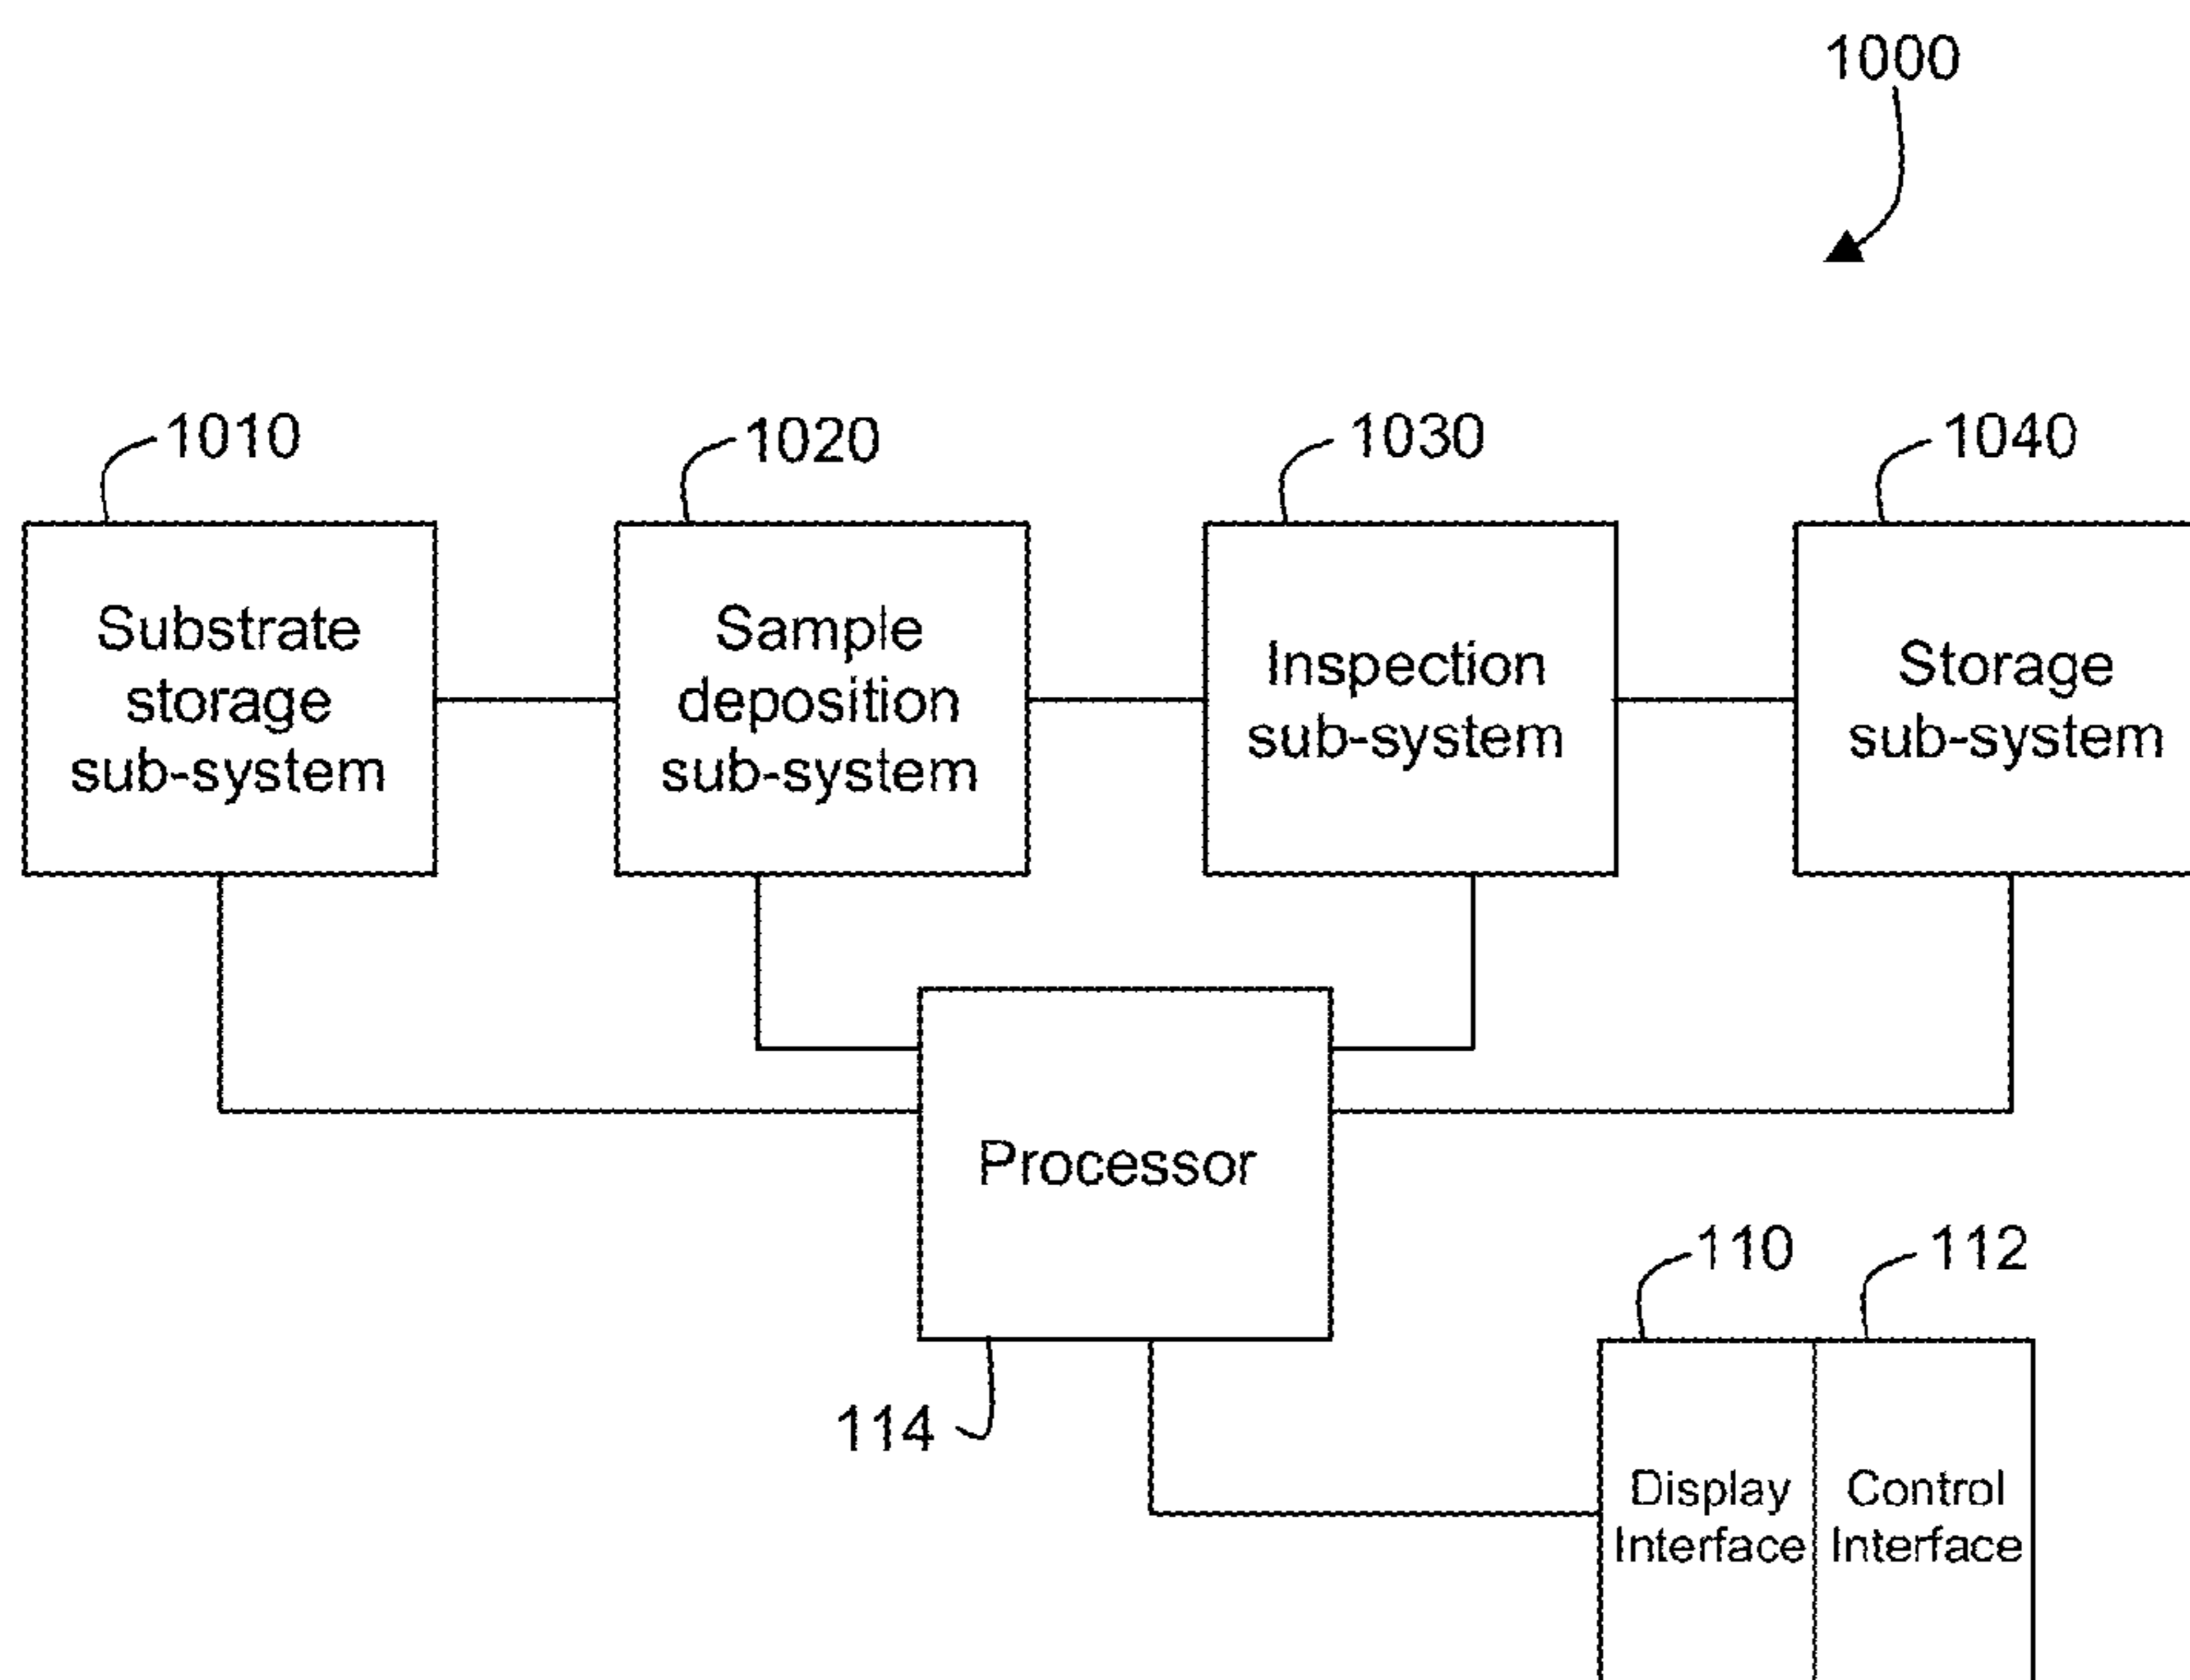 1000
1010
1020
1030
1040
Substrate
storage
sub-system
Sample
deposition
sub-system
Inspection
sub-system
Storage
sub-system
Processor
114
110
112
Display
Interface
Control
Interface